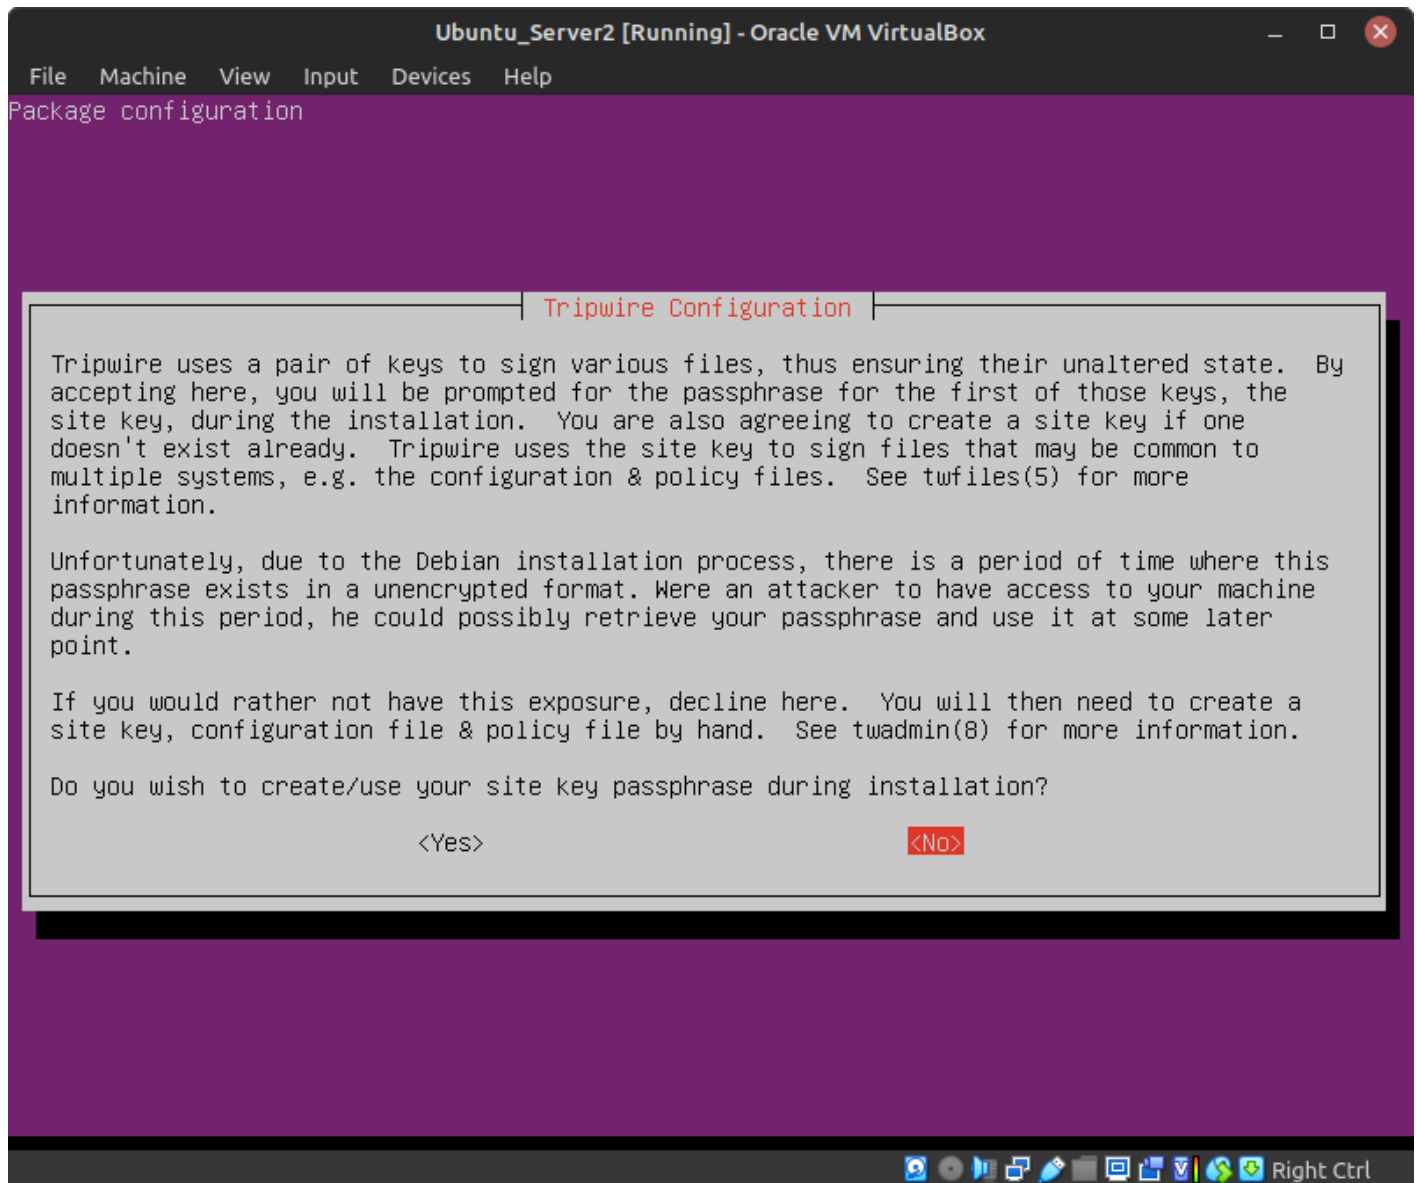 Ubuntu_Server2 [Running] - Oracle VM VirtualBox
File Machine View Input Devices Help
Package configuration
Tripwire Configuration
Tripwire uses a pair of keys to sign various files, thus ensuring their unaltered state.  By
accepting here, you will be prompted for the passphrase for the first of those keys, the
site key, during the installation.  You are also agreeing to create a site key if one
doesn't exist already.  Tripwire uses the site key to sign files that may be common to
multiple systems, e.g. the configuration & policy files.  See twfiles(5) for more
information.
Unfortunately, due to the Debian installation process, there is a period of time where this
passphrase exists in a unencrypted format. Were an attacker to have access to your machine
during this period, he could possibly retrieve your passphrase and use it at some later
point.
If you would rather not have this exposure, decline here.  You will then need to create a
site key, configuration file & policy file by hand.  See twadmin(8) for more information.
Do you wish to create/use your site key passphrase during installation?
<Yes> <No>
Right Ctrl